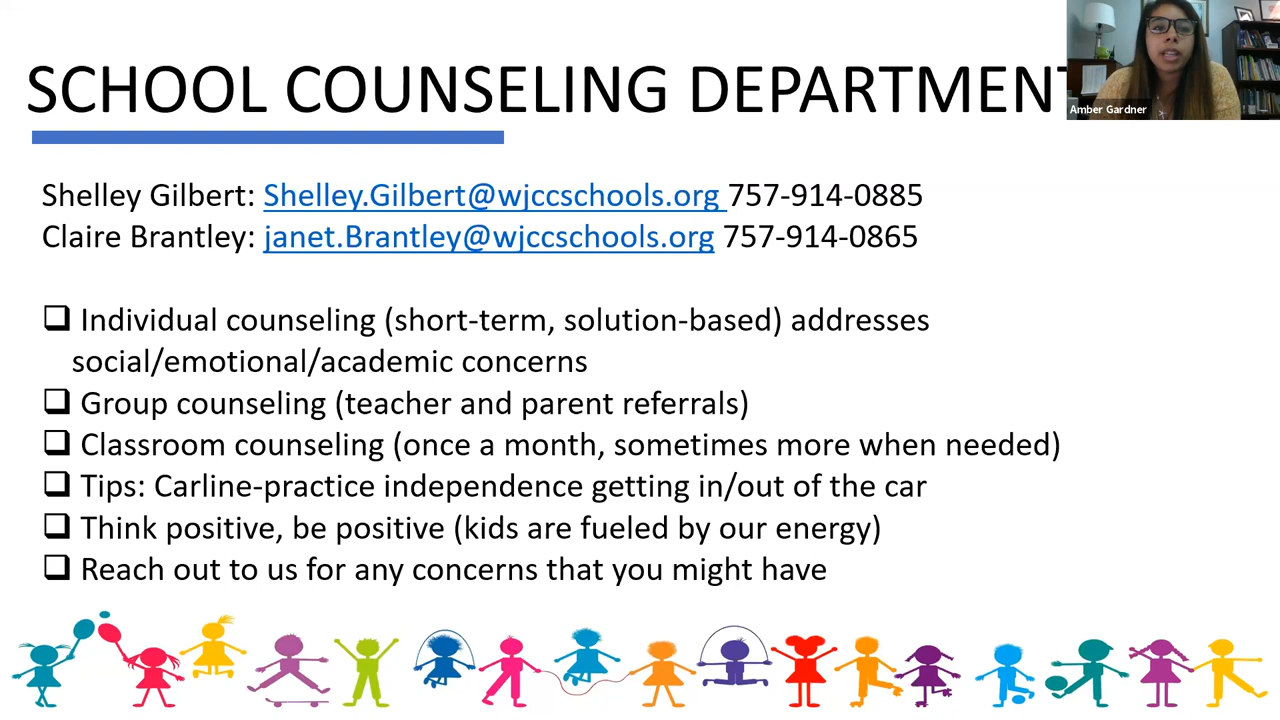 SCHOOL COUNSELING DEPARTMENT
Amber Gardner
Shelley Gilbert: Shelley.Gilbert@wjccschools.org 757-914-0885
Claire Brantley: janet.Brantley@wjccschools.org 757-914-0865
❑ Individual counseling (short-term, solution-based) addresses
social/emotional/academic concerns
❑ Group counseling (teacher and parent referrals)
❑ Classroom counseling (once a month, sometimes more when needed)
❑ Tips: Carline-practice independence getting in/out of the car
❑ Think positive, be positive (kids are fueled by our energy)
❑ Reach out to us for any concerns that you might have